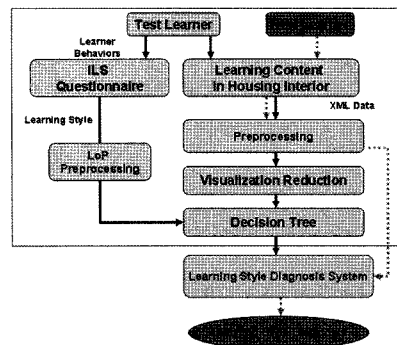 Test Learner
Learner
Behaviors
ILS
Questionnaire
Learning Content
in Housing Interior
XML Data
Learning Style
Preprocessing
LoP
Preprocessing
Visualization Reduction
Decision Tree
Learning Style Diagnosis System